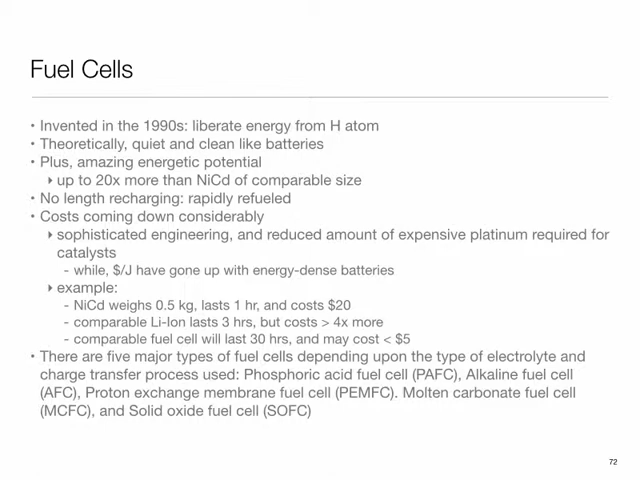 Fuel Cells
• Invented in the 1990s: liberate energy from H atom
• Theoretically, quiet and clean like batteries
• Plus, amazing energetic potential
‣ up to 20x more than NiCd of comparable size
• No length recharging: rapidly refueled
• Costs coming down considerably
‣ sophisticated engineering, and reduced amount of expensive platinum required for
catalysts
- while, $/J have gone up with energy-dense batteries
‣ example:
- NiCd weighs 0.5 kg, lasts 1 hr, and costs $20
- comparable Li-Ion lasts 3 hrs, but costs > 4x more
- comparable fuel cell will last 30 hrs, and may cost < $5
• There are five major types of fuel cells depending upon the type of electrolyte and
charge transfer process used: Phosphoric acid fuel cell (PAFC), Alkaline fuel cell
(AFC), Proton exchange membrane fuel cell (PEMFC). Molten carbonate fuel cell
(MCFC), and Solid oxide fuel cell (SOFC)
72